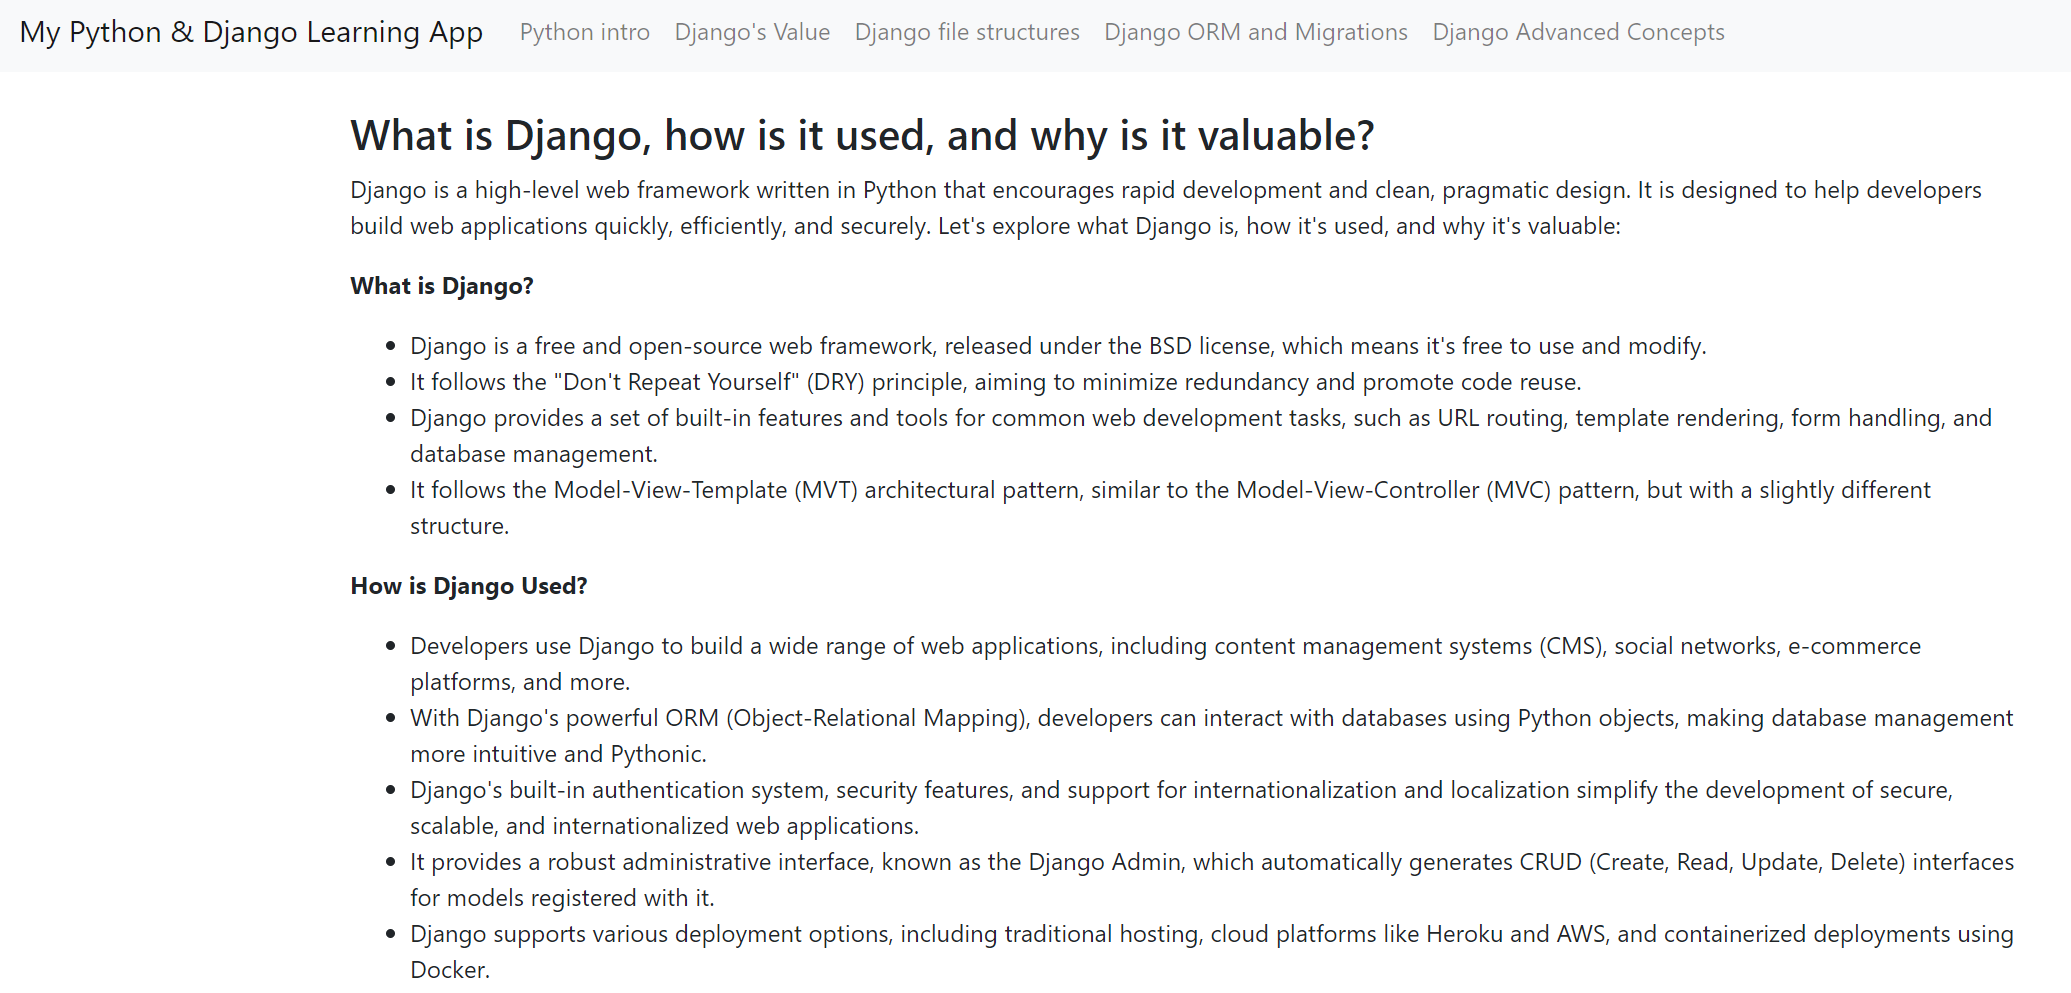 My Python & Django Learning App Python intro Django's Value Django file structures Django ORM and Migrations Django Advanced Concepts
What is Django, how is it used, and why is it valuable?
Django is a high-level web framework written in Python that encourages rapid development and clean, pragmatic design. It is designed to help developers
build web applications quickly, efficiently, and securely. Let's explore what Django is, how it's used, and why it's valuable:
What is Django?
• Django is a free and open-source web framework, released under the BSD license, which means it's free to use and modify.
• It follows the "Don't Repeat Yourself" (DRY) principle, aiming to minimize redundancy and promote code reuse.
• Django provides a set of built-in features and tools for common web development tasks, such as URL routing, template rendering, form handling, and
database management.
• It follows the Model-View-Template (MVT) architectural pattern, similar to the Model-View-Controller (MVC) pattern, but with a slightly different
structure.
How is Django Used?
• Developers use Django to build a wide range of web applications, including content management systems (CMS), social networks, e-commerce
platforms, and more.
• With Django's powerful ORM (Object-Relational Mapping), developers can interact with databases using Python objects, making database management
more intuitive and Pythonic.
• Django's built-in authentication system, security features, and support for internationalization and localization simplify the development of secure,
scalable, and internationalized web applications.
• It provides a robust administrative interface, known as the Django Admin, which automatically generates CRUD (Create, Read, Update, Delete) interfaces
for models registered with it.
• Django supports various deployment options, including traditional hosting, cloud platforms like Heroku and AWS, and containerized deployments using
Docker.